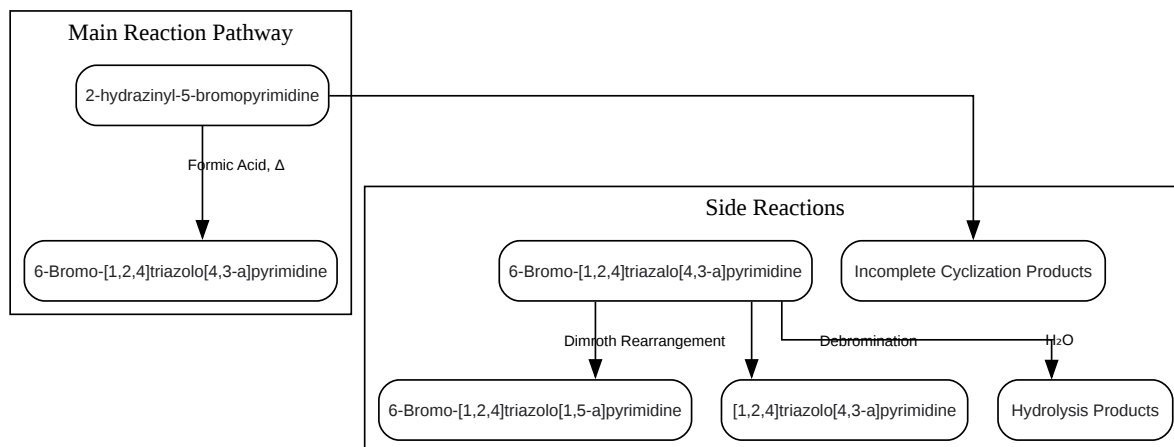 Main Reaction Pathway
2-hydrazinyl-5-bromopyrimidine
Formic Acid, Δ
6-Bromo-[1,2,4]triazolo[4,3-a]pyrimidine
Side Reactions
6-Bromo-[1,2,4]triazalo[4,3-a]pyrimidine
Incomplete Cyclization Products
Dimroth Rearrangement
Debromination
H₂O
6-Bromo-[1,2,4]triazolo[1,5-a]pyrimidine
[1,2,4]triazolo[4,3-a]pyrimidine
Hydrolysis Products